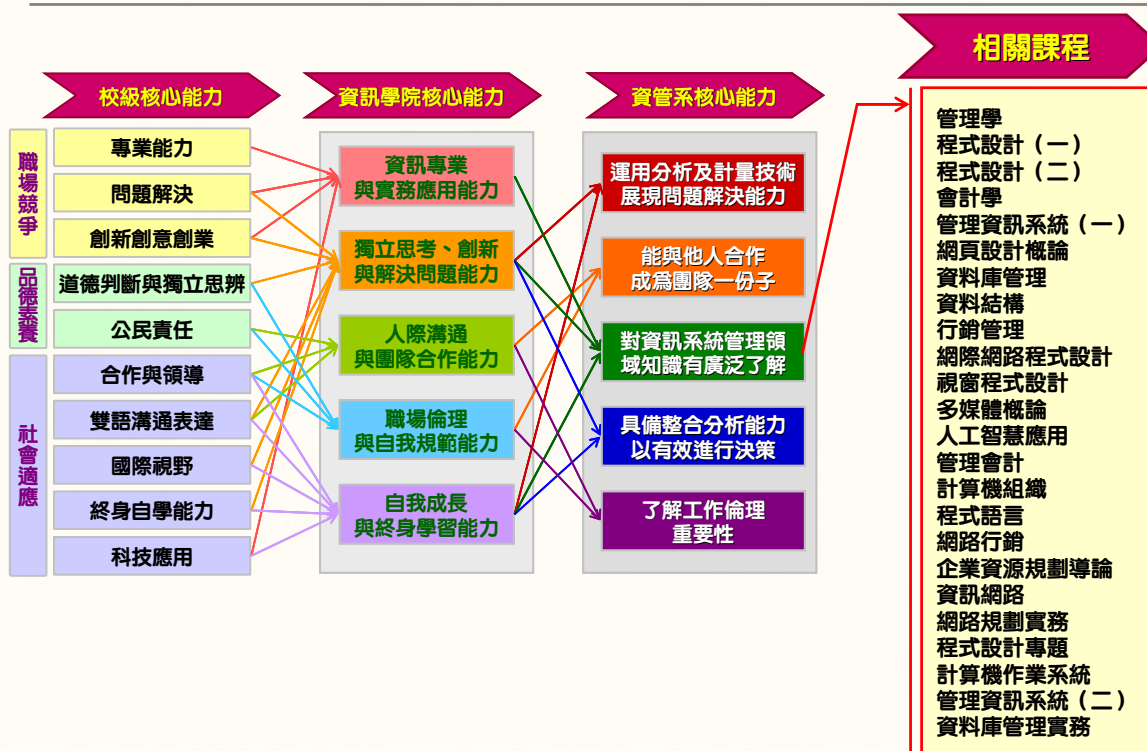 相關課程
校級核心能力
資訊學院核心能力
資管系核心能力
職場競爭
專業能力
問題解決
創新創意創業
品德素養
道德判斷與獨立思辨
公民責任
社會適應
合作與領導
雙語溝通表達
國際視野
終身自學能力
科技應用
資訊專業
與實務應用能力
獨立思考、創新
與解決問題能力
人際溝通
與團隊合作能力
職場倫理
與自我規範能力
自我成長
與終身學習能力
運用分析及計量技術
展現問題解決能力
能與他人合作
成為團隊一份子
對資訊系統管理領
域知識有廣泛了解
具備整合分析能力
以有效進行決策
了解工作倫理
重要性
管理學
程式設計（一）
程式設計（二）
會計學
管理資訊系統（一）
網頁設計概論
資料庫管理
資料結構
行銷管理
網際網路程式設計
視窗程式設計
多媒體概論
人工智慧應用
管理會計
計算機組織
程式語言
網路行銷
企業資源規劃導論
資訊網路
網路規劃實務
程式設計專題
計算機作業系統
管理資訊系統（二）
資料庫管理實務